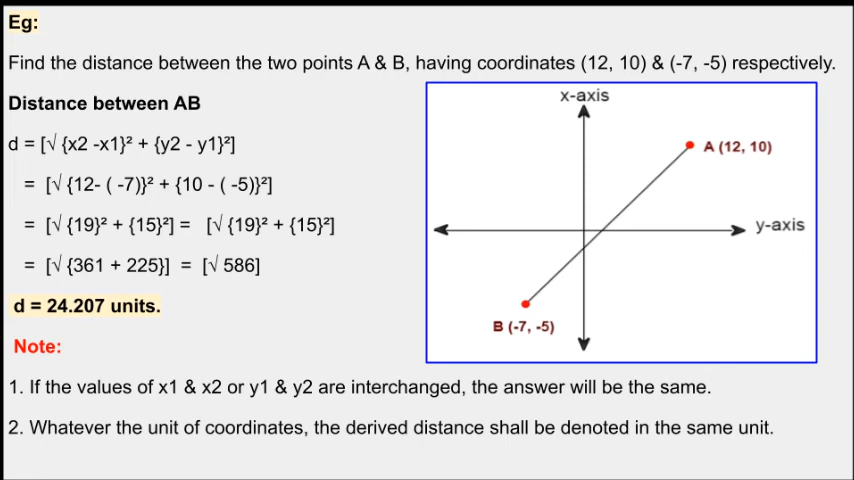 Eg:
Find the distance between the two points A & B, having coordinates (12, 10) & (-7, -5) respectively.
Distance between AB
d = [√ {x2 -x1}² + {y2 - y1}²]
= [√ {12- ( -7)}² + {10 - ( -5)}²]
= [√ {19}² + {15}²] = [√ {19}² + {15}²]
= [√ {361 + 225}] = [√ 586]
d = 24.207 units.
x-axis
A (12, 10)
y-axis
B (-7, -5)
Note:
1. If the values of x1 & x2 or y1 & y2 are interchanged, the answer will be the same.
2. Whatever the unit of coordinates, the derived distance shall be denoted in the same unit.